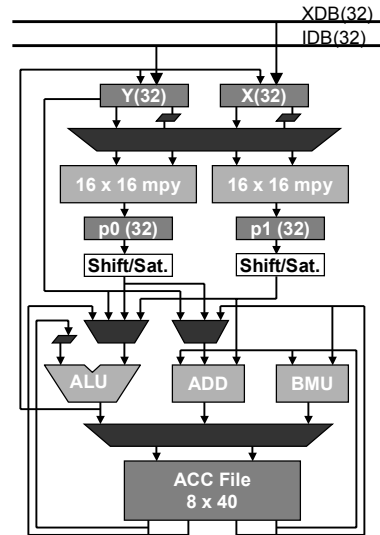 XDB(32)
IDB(32)
Y(32)
X(32)
16 x 16 mpy
16 x 16 mpy
p0 (32)
p1 (32)
Shift/Sat.
Shift/Sat.
ALU
ADD
BMU
ACC File
8 x 40